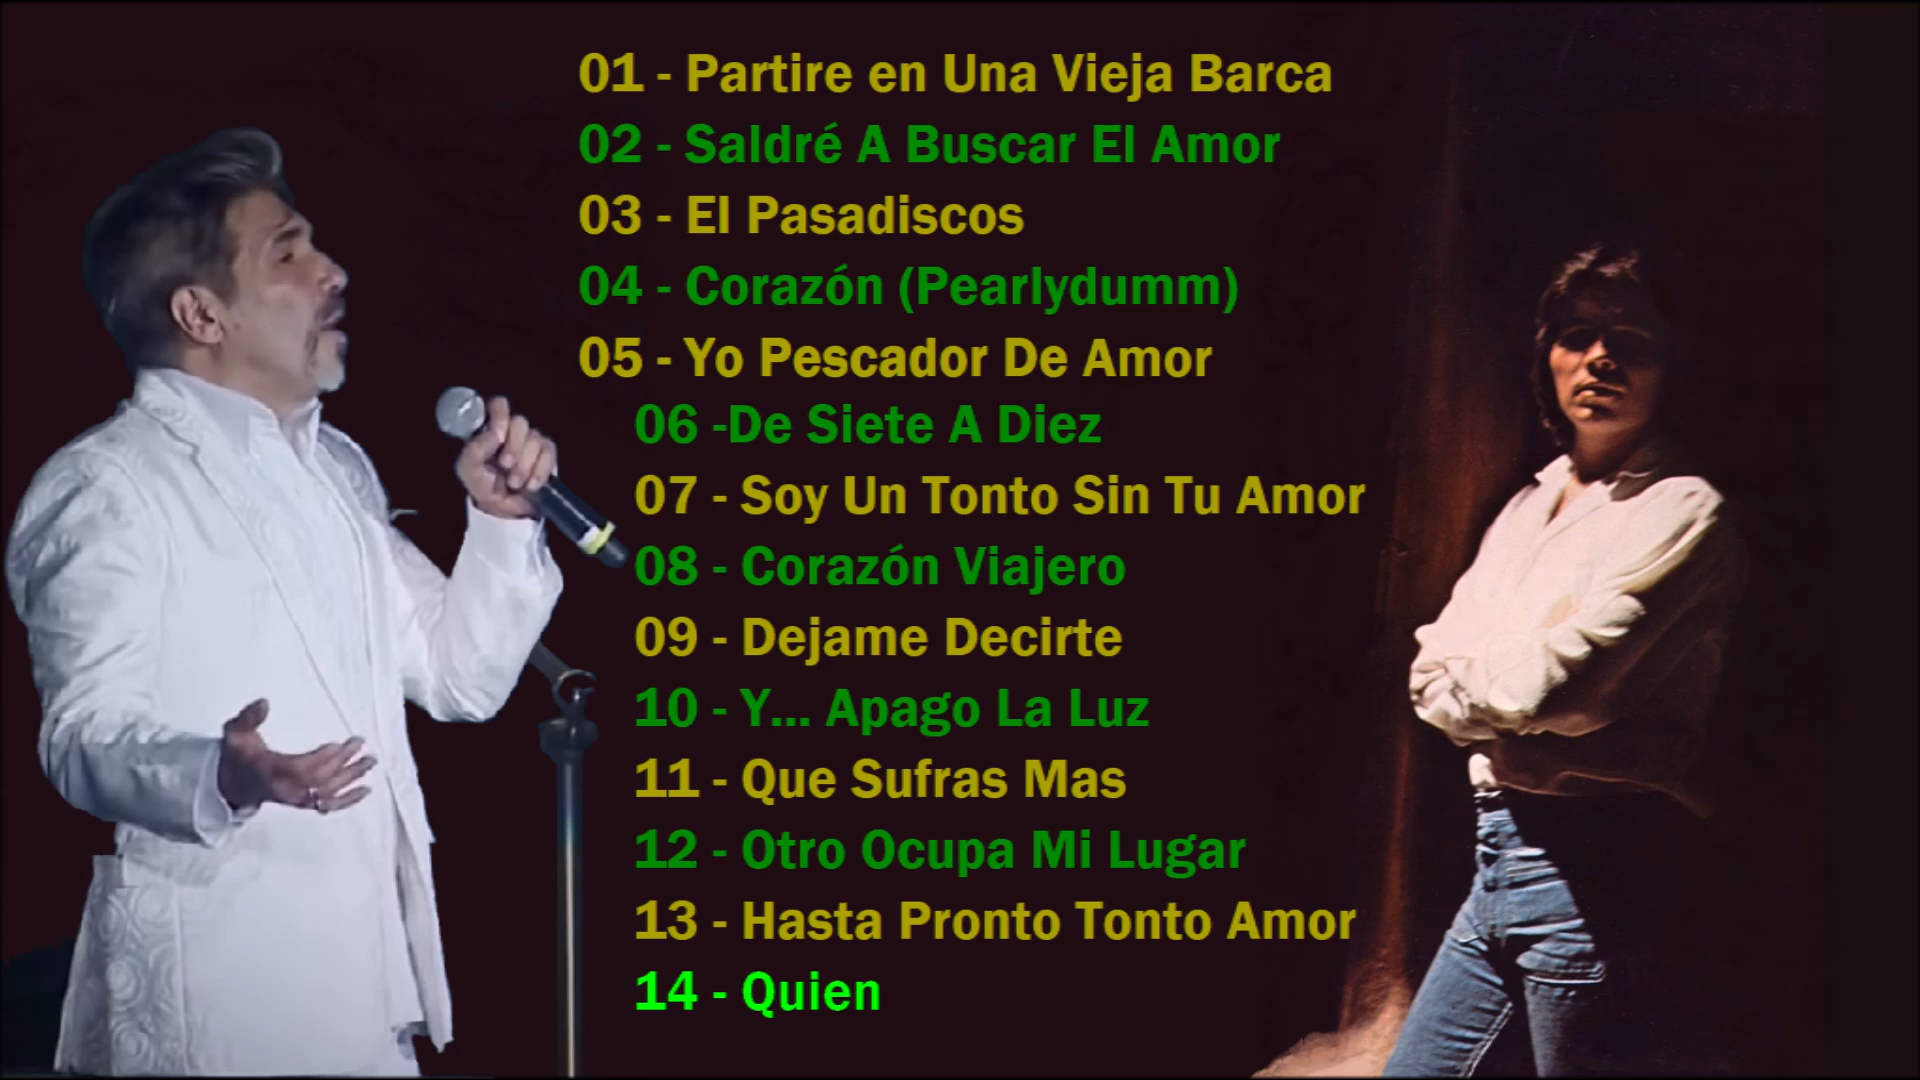 01 - Partire en Una Vieja Barca
02 - Saldré A Buscar El Amor
03 - El Pasadiscos
04 - Corazón (Pearlydumm)
05 - Yo Pescador De Amor
06 -De Siete A Diez
07 - Soy Un Tonto Sin Tu Amor
08 - Corazón Viajero
09 - Dejame Decirte
10 - Y... Apago La Luz
11 - Que Sufras Mas
12 - Otro Ocupa Mi Lugar
13 - Hasta Pronto Tonto Amor
14 - Quien